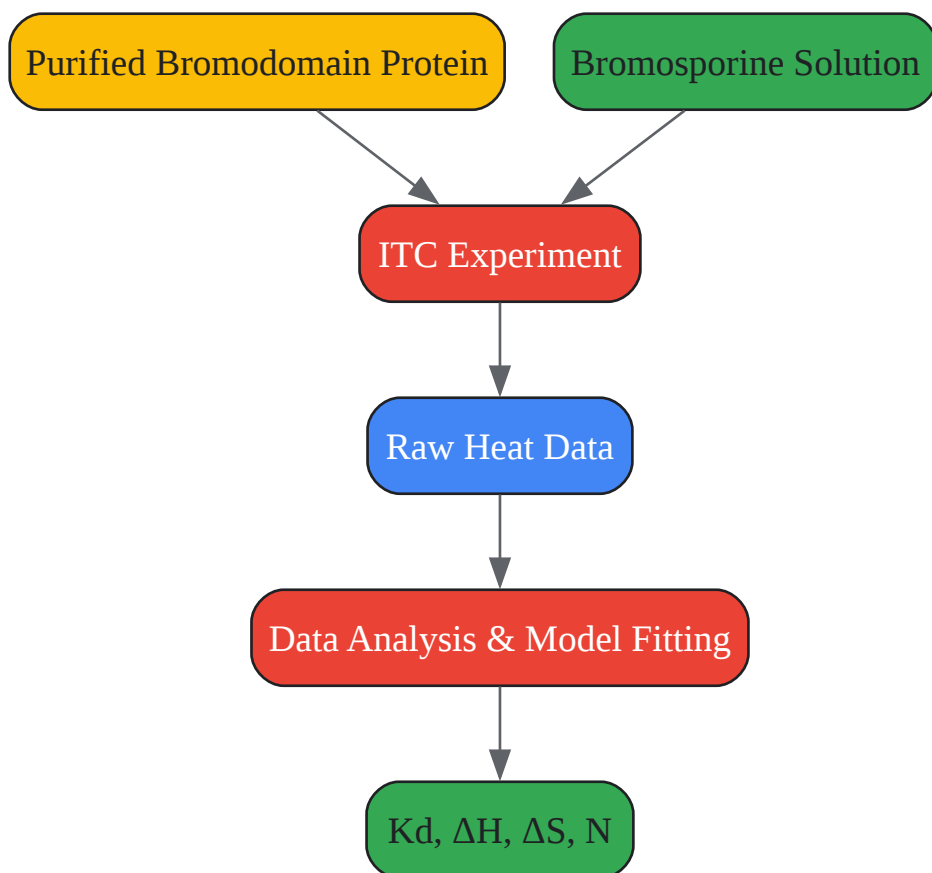 Purified Bromodomain Protein
Bromosporine Solution
ITC Experiment
Raw Heat Data
Data Analysis & Model Fitting
Kd, ΔH, ΔS, N